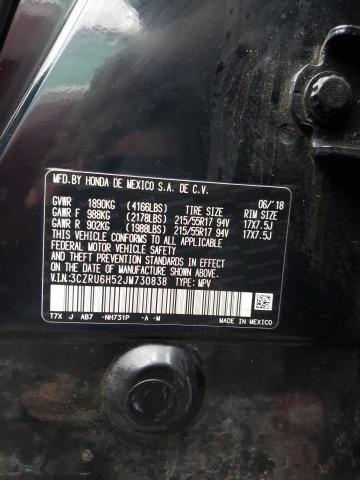 MFD.BY HONDA DE MEXICO S.A. DE C.V.
06/'18
GVWR 1890KG (4166LBS) TIRE SIZE RIM SIZE
GAWR F 988KG (2178LBS) 215/55R17 94V 17X7.5J
GAWR R 902KG (1988LBS) 215/55R17 94V 17X7.5J
THIS VEHICLE CONFORMS TO ALL APPLICABLE
FEDERAL MOTOR VEHICLE SAFETY
AND THEFT PREVENTION STANDARDS IN EFFECT
ON THE DATE OF MANUFACTURE SHOWN ABOVE.
V.I.N.:3CZRU6H52JM730838 TYPE: MPV
T7X J AB7 -NH731P -A -M
MADE IN MEXICO